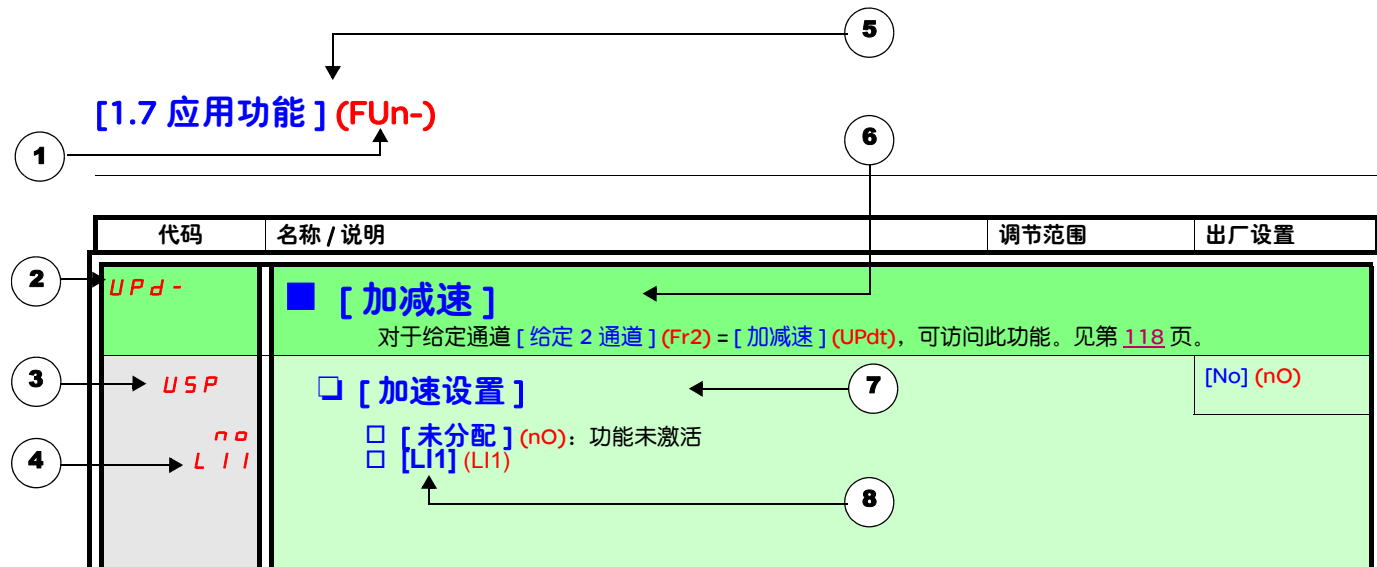 5
[1.7 应用功能 ] (FUn-)
1
6
代码 名称 / 说明 调节范围 出厂设置
2
UPd- ■ [ 加减速 ]
对于给定通道 [ 给定 2 通道 ] (Fr2) = [ 加减速 ] (UPdt)，可访问此功能。见第 118 页。
3 USP ❏ [ 加速设置 ] 7 [No] (nO)
no □ [ 未分配 ] (nO)：功能未激活
4 LI1 □ [LI1] (LI1)
8